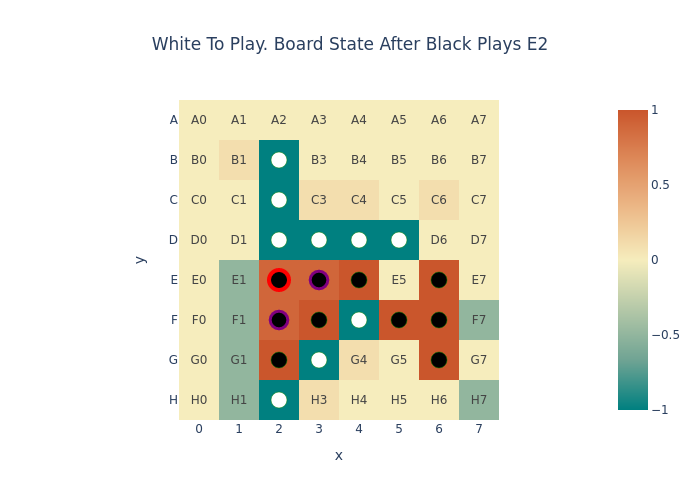 White To Play. Board State After Black Plays E2
A A0 A1 A2 A3 A4 A5 A6 A7
B B0 B1 B3 B4 B5 B6 B7
C C0 C1 C3 C4 C5 C6 C7
D D0 D1 D6 D7
E E0 E1 E5 E7
F F0 F1 F7
G G0 G1 G4 G5 G7
H H0 H1 H3 H4 H5 H6 H7
0 1 2 3 4 5 6 7
x
y
1
0.5
0
−0.5
−1